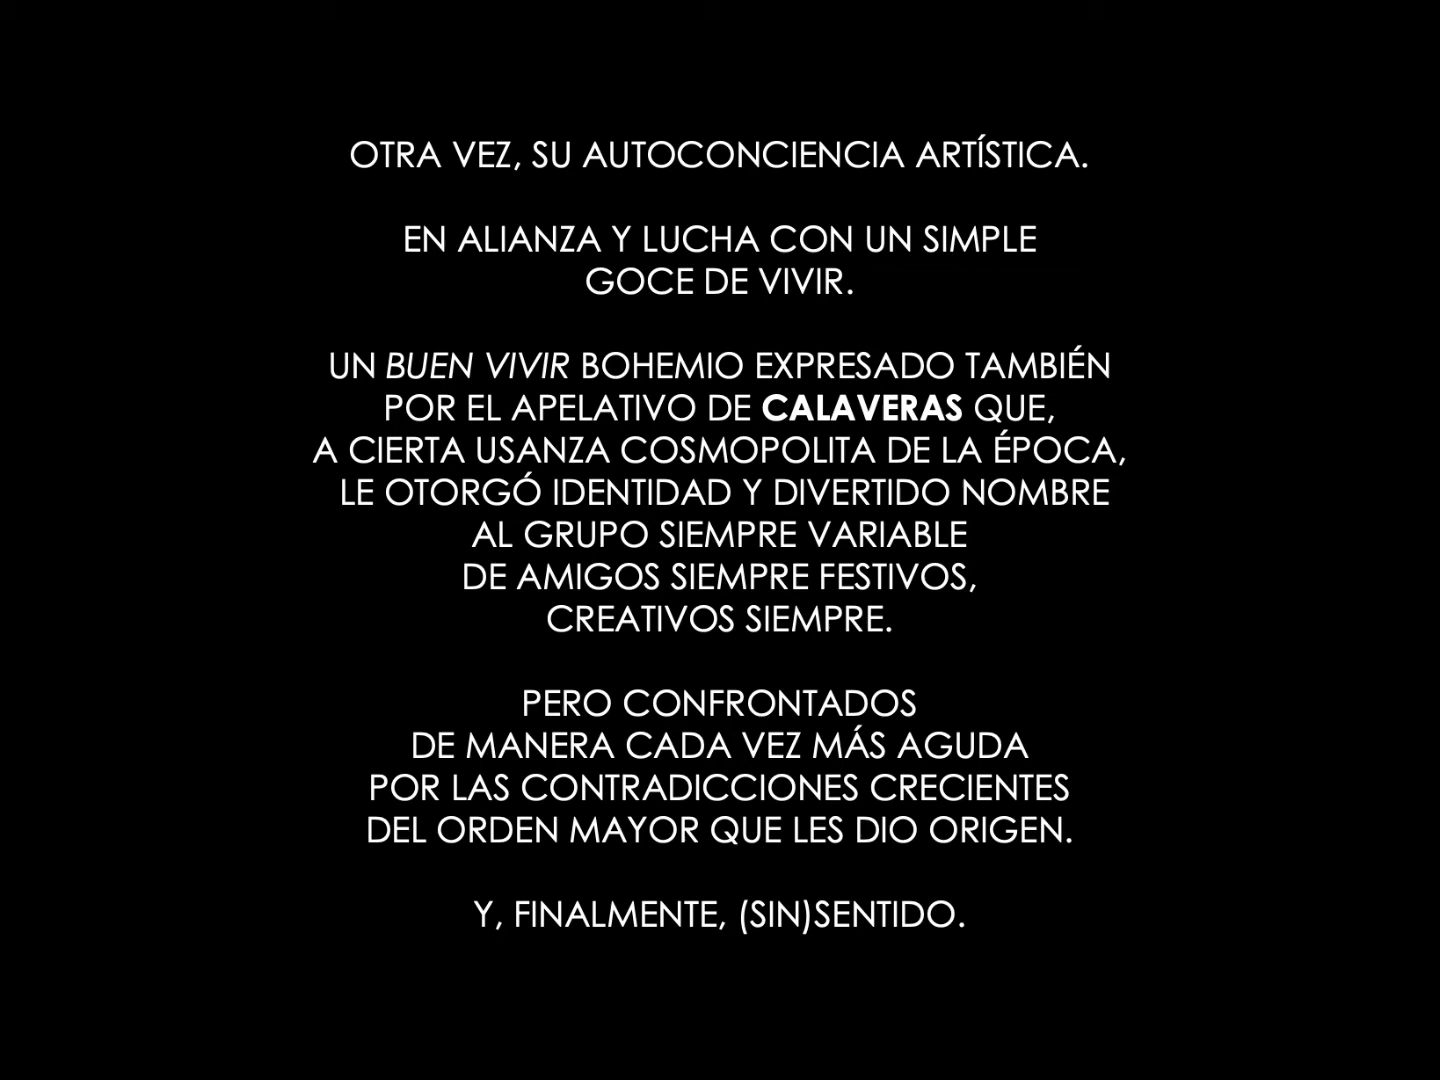 OTRA VEZ, SU AUTOCONCIENCIA ARTÍSTICA.
EN ALIANZA Y LUCHA CON UN SIMPLE
GOCE DE VIVIR.
UN BUEN VIVIR BOHEMIO EXPRESADO TAMBIÉN
POR EL APELATIVO DE CALAVERAS QUE,
A CIERTA USANZA COSMOPOLITA DE LA ÉPOCA,
LE OTORGÓ IDENTIDAD Y DIVERTIDO NOMBRE
AL GRUPO SIEMPRE VARIABLE
DE AMIGOS SIEMPRE FESTIVOS,
CREATIVOS SIEMPRE.
PERO CONFRONTADOS
DE MANERA CADA VEZ MÁS AGUDA
POR LAS CONTRADICCIONES CRECIENTES
DEL ORDEN MAYOR QUE LES DIO ORIGEN.
Y, FINALMENTE, (SIN)SENTIDO.